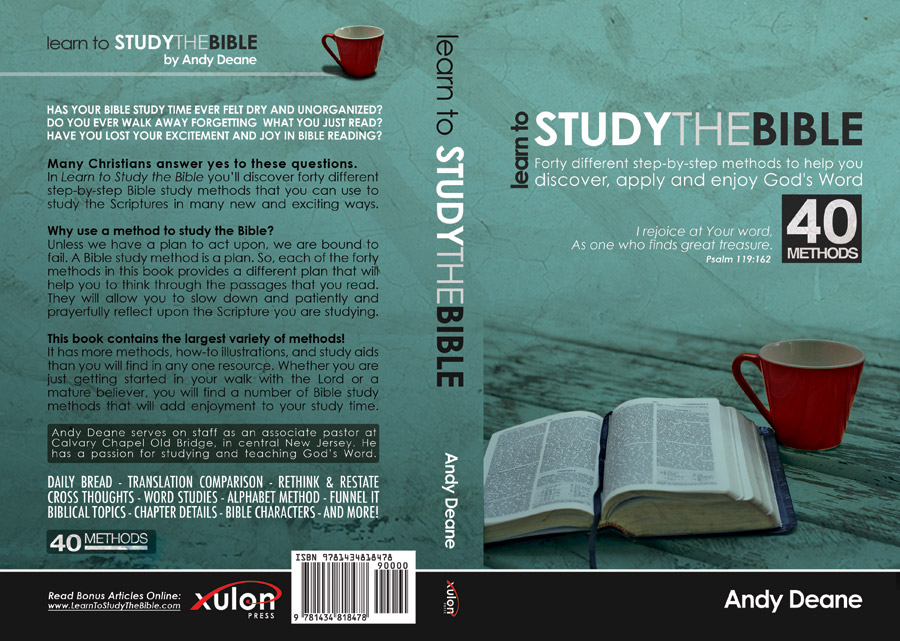 learn to STUDYTHEBIBLE
by Andy Deane
HAS YOUR BIBLE STUDY TIME EVER FELT DRY AND UNORGANIZED?
DO YOU EVER WALK AWAY FORGETTING WHAT YOU JUST READ?
HAVE YOU LOST YOUR EXCITEMENT AND JOY IN BIBLE READING?
Many Christians answer yes to these questions.
In Learn to Study the Bible you'll discover forty different
step-by-step Bible study methods that you can use to
study the Scriptures in many new and exciting ways.
Why use a method to study the Bible?
Unless we have a plan to act upon, we are bound to
fail. A Bible study method is a plan. So, each of the forty
methods in this book provides a different plan that will
help you to think through the passages that you read.
They will allow you to slow down and patiently and
prayerfully reflect upon the Scripture you are studying.
This book contains the largest variety of methods!
It has more methods, how-to illustrations, and study aids
than you will find in any one resource. Whether you are
just getting started in your walk with the Lord or a
mature believer, you will find a number of Bible study
methods that will add enjoyment to your study time.
Andy Deane serves on staff as an associate pastor at
Calvary Chapel Old Bridge, in central New Jersey. He
has a passion for studying and teaching God's Word.
DAILY BREAD - TRANSLATION COMPARISON - RETHINK & RESTATE
CROSS THOUGHTS - WORD STUDIES - ALPHABET METHOD - FUNNEL IT
BIBLICAL TOPICS - CHAPTER DETAILS - BIBLE CHARACTERS - AND MORE!
40 METHODS
Read Bonus Articles Online:
www.LearnToStudyTheBible.com
xulon
PRESS
ISBN 9781434818478
90000
9 781434 818478
learn to STUDYTHEBIBLE
Andy Deane
xulon
PRESS
learn to
STUDYTHEBIBLE
Forty different step-by-step methods to help you
discover, apply and enjoy God's Word
I rejoice at Your word,
As one who finds great treasure.
Psalm 119:162
40
METHODS
Andy Deane